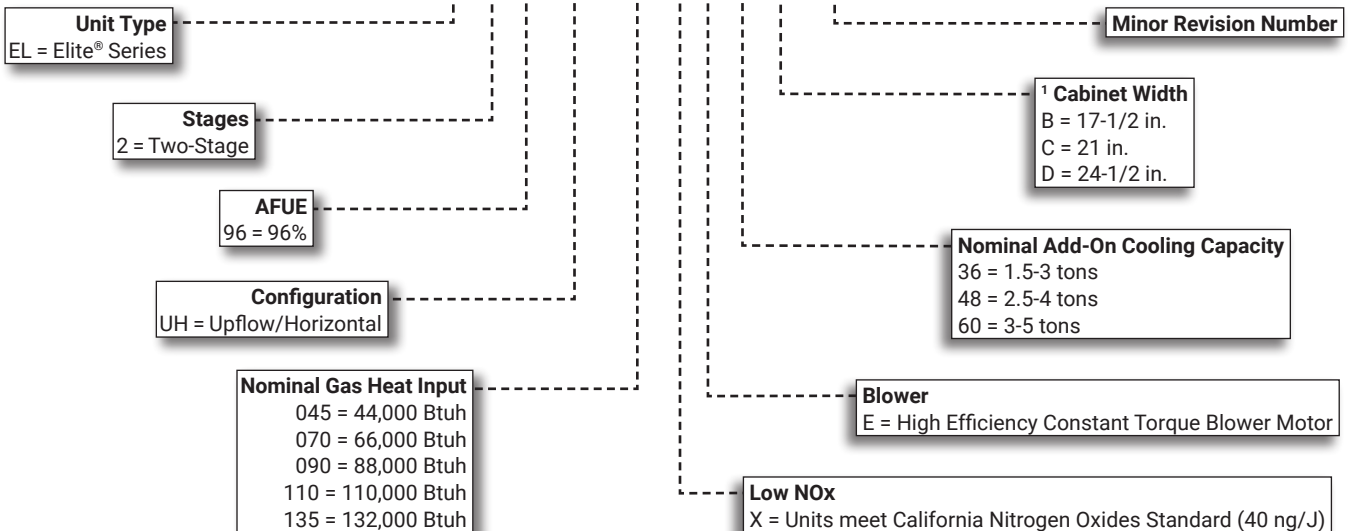 Unit Type
EL = Elite® Series
Stages
2 = Two-Stage
AFUE
96 = 96%
Configuration
UH = Upflow/Horizontal
Nominal Gas Heat Input
045 = 44,000 Btuh
070 = 66,000 Btuh
090 = 88,000 Btuh
110 = 110,000 Btuh
135 = 132,000 Btuh
Minor Revision Number
¹ Cabinet Width
B = 17-1/2 in.
C = 21 in.
D = 24-1/2 in.
Nominal Add-On Cooling Capacity
36 = 1.5-3 tons
48 = 2.5-4 tons
60 = 3-5 tons
Blower
E = High Efficiency Constant Torque Blower Motor
Low NOx
X = Units meet California Nitrogen Oxides Standard (40 ng/J)